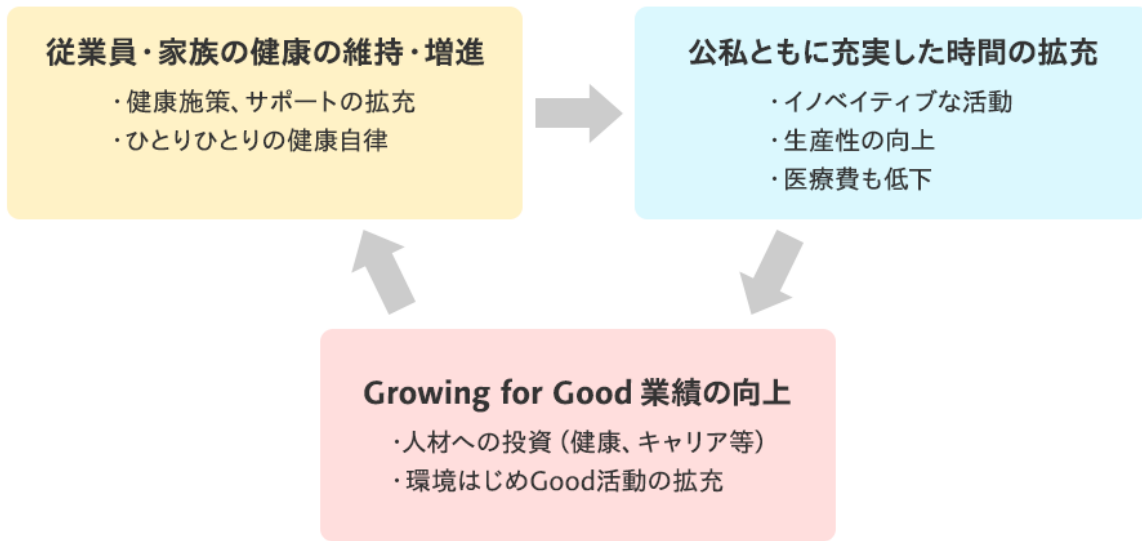 従業員・家族の健康の維持・増進
・健康施策、サポートの拡充
・ひとりひとりの健康自律
公私ともに充実した時間の拡充
・イノベイティブな活動
・生産性の向上
・医療費も低下
Growing for Good 業績の向上
・人材への投資（健康、キャリア等）
・環境はじめGood活動の拡充